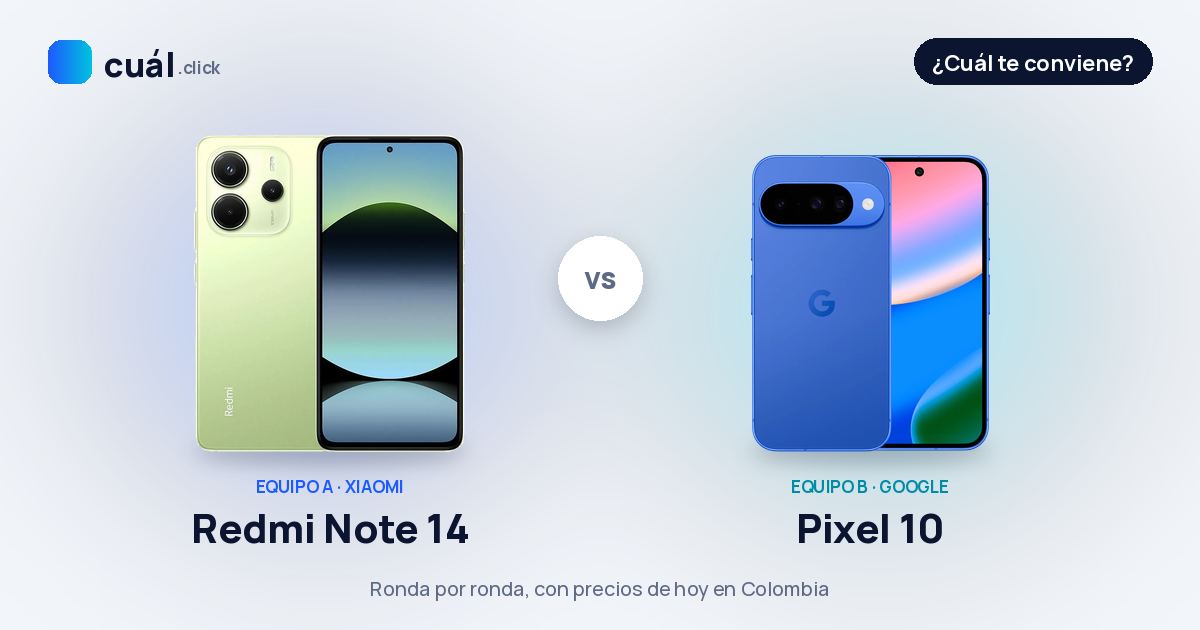 cuál.click
¿Cuál te conviene?
Redmi
G
VS
EQUIPO A · XIAOMI
EQUIPO B · GOOGLE
Redmi Note 14
Pixel 10
Ronda por ronda, con precios de hoy en Colombia